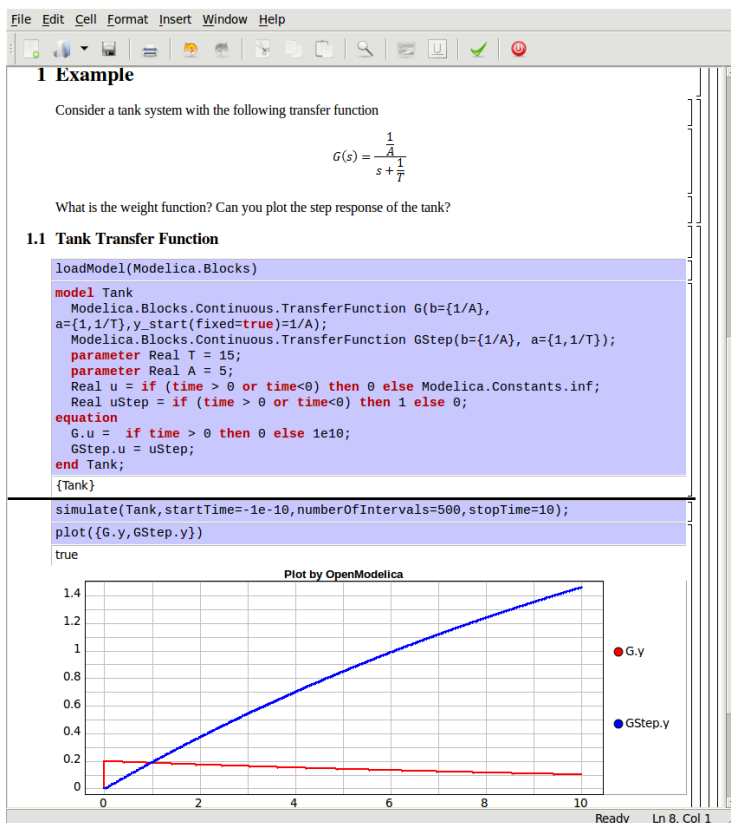 File Edit Cell Format Insert Window Help
1 Example
Consider a tank system with the following transfer function
G(s) = (1/A)/(s + 1/T)
What is the weight function? Can you plot the step response of the tank?
1.1 Tank Transfer Function
loadModel(Modelica.Blocks)
model Tank
Modelica.Blocks.Continuous.TransferFunction G(b={1/A},
a={1,1/T},y_start(fixed=true)=1/A);
Modelica.Blocks.Continuous.TransferFunction GStep(b={1/A}, a={1,1/T});
parameter Real T = 15;
parameter Real A = 5;
Real u = if (time > 0 or time<0) then 0 else Modelica.Constants.inf;
Real uStep = if (time > 0 or time<0) then 1 else 0;
equation
G.u = if time > 0 then 0 else 1e10;
GStep.u = uStep;
end Tank;
{Tank}
simulate(Tank,startTime=-1e-10,numberOfIntervals=500,stopTime=10);
plot({G.y,GStep.y})
true
Plot by OpenModelica
1.4
1.2
1
0.8
0.6
0.4
0.2
0
0 2 4 6 8 10
G.y
GStep.y
Ready Ln 8, Col 1